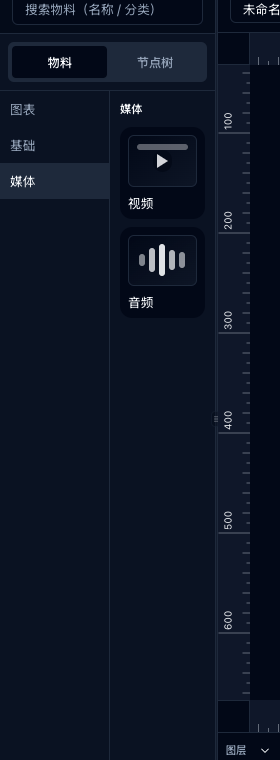 搜索物料（名称 / 分类）
未命名
物料
节点树
图表
基础
媒体
媒体
视频
音频
100
200
300
400
500
600
图层